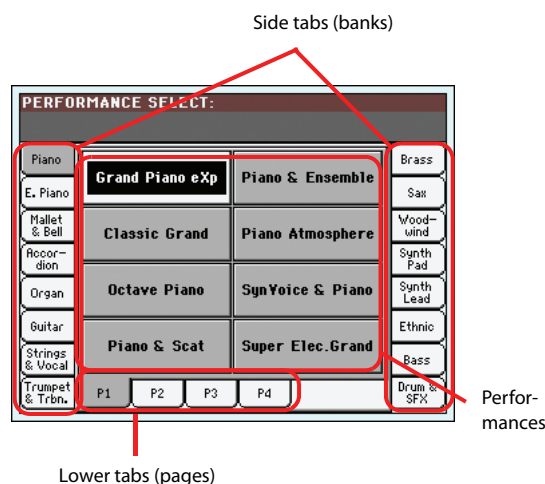 Side tabs (banks)
PERFORMANCE SELECT:
Piano
E. Piano
Mallet
& Bell
Accor-
dion
Organ
Guitar
Strings
& Vocal
Trumpet
& Trbn.
Grand Piano eXp
Piano & Ensemble
Classic Grand
Piano Atmosphere
Octave Piano
SynVoice & Piano
Piano & Scat
Super Elec.Grand
Brass
Sax
Wood-
wind
Synth
Pad
Synth
Lead
Ethnic
Bass
Drum &
SFX
P1
P2
P3
P4
Perfor-
mances
Lower tabs (pages)